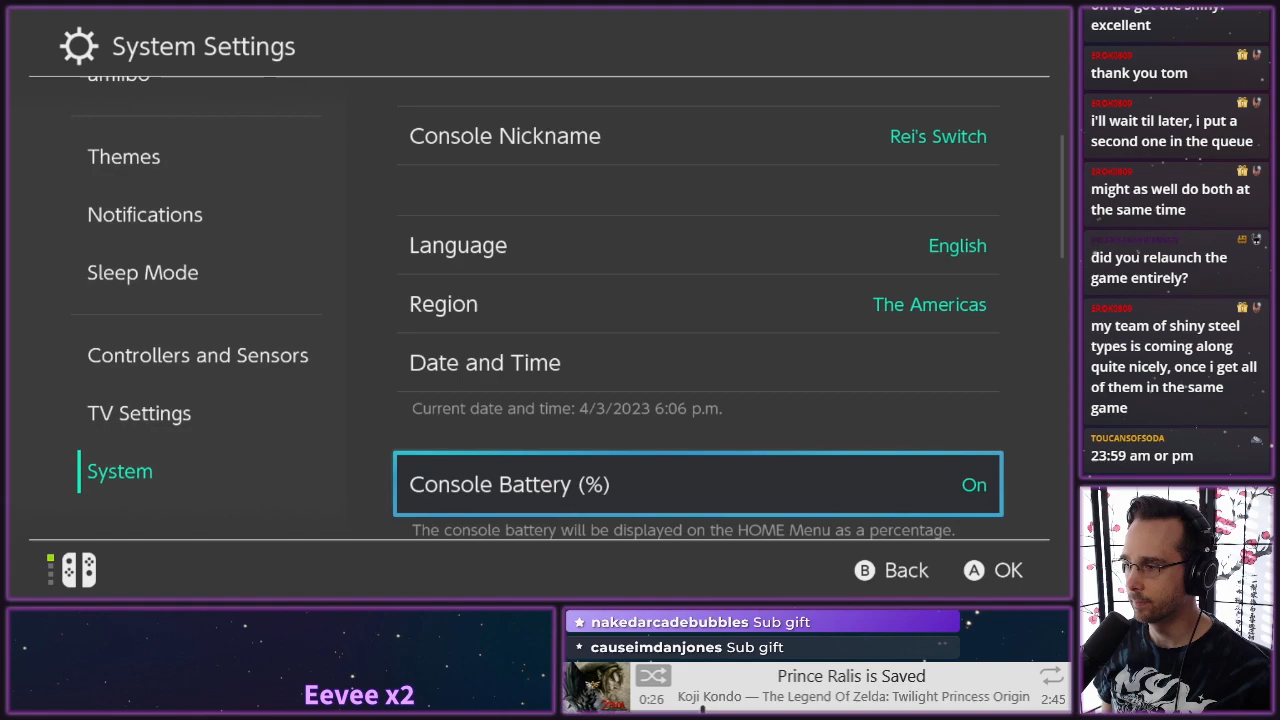 System Settings
amiibo
Themes
Notifications
Sleep Mode
Controllers and Sensors
TV Settings
System
Console Nickname Rei's Switch
Language English
Region The Americas
Date and Time
Current date and time: 4/3/2023 6:06 p.m.
Console Battery (%) On
The console battery will be displayed on the HOME Menu as a percentage.
B Back A OK
oh we got the shiny?
excellent
thank you tom
i'll wait til later, i put a
second one in the queue
might as well do both at
the same time
did you relaunch the
game entirely?
my team of shiny steel
types is coming along
quite nicely, once i get all
of them in the same
game
TOUCANSOFSODA
23:59 am or pm
Eevee x2
nakedarcadebubbles Sub gift
causeimdanjones Sub gift
Prince Ralis is Saved
0:26 Koji Kondo — The Legend Of Zelda: Twilight Princess Origin 2:45